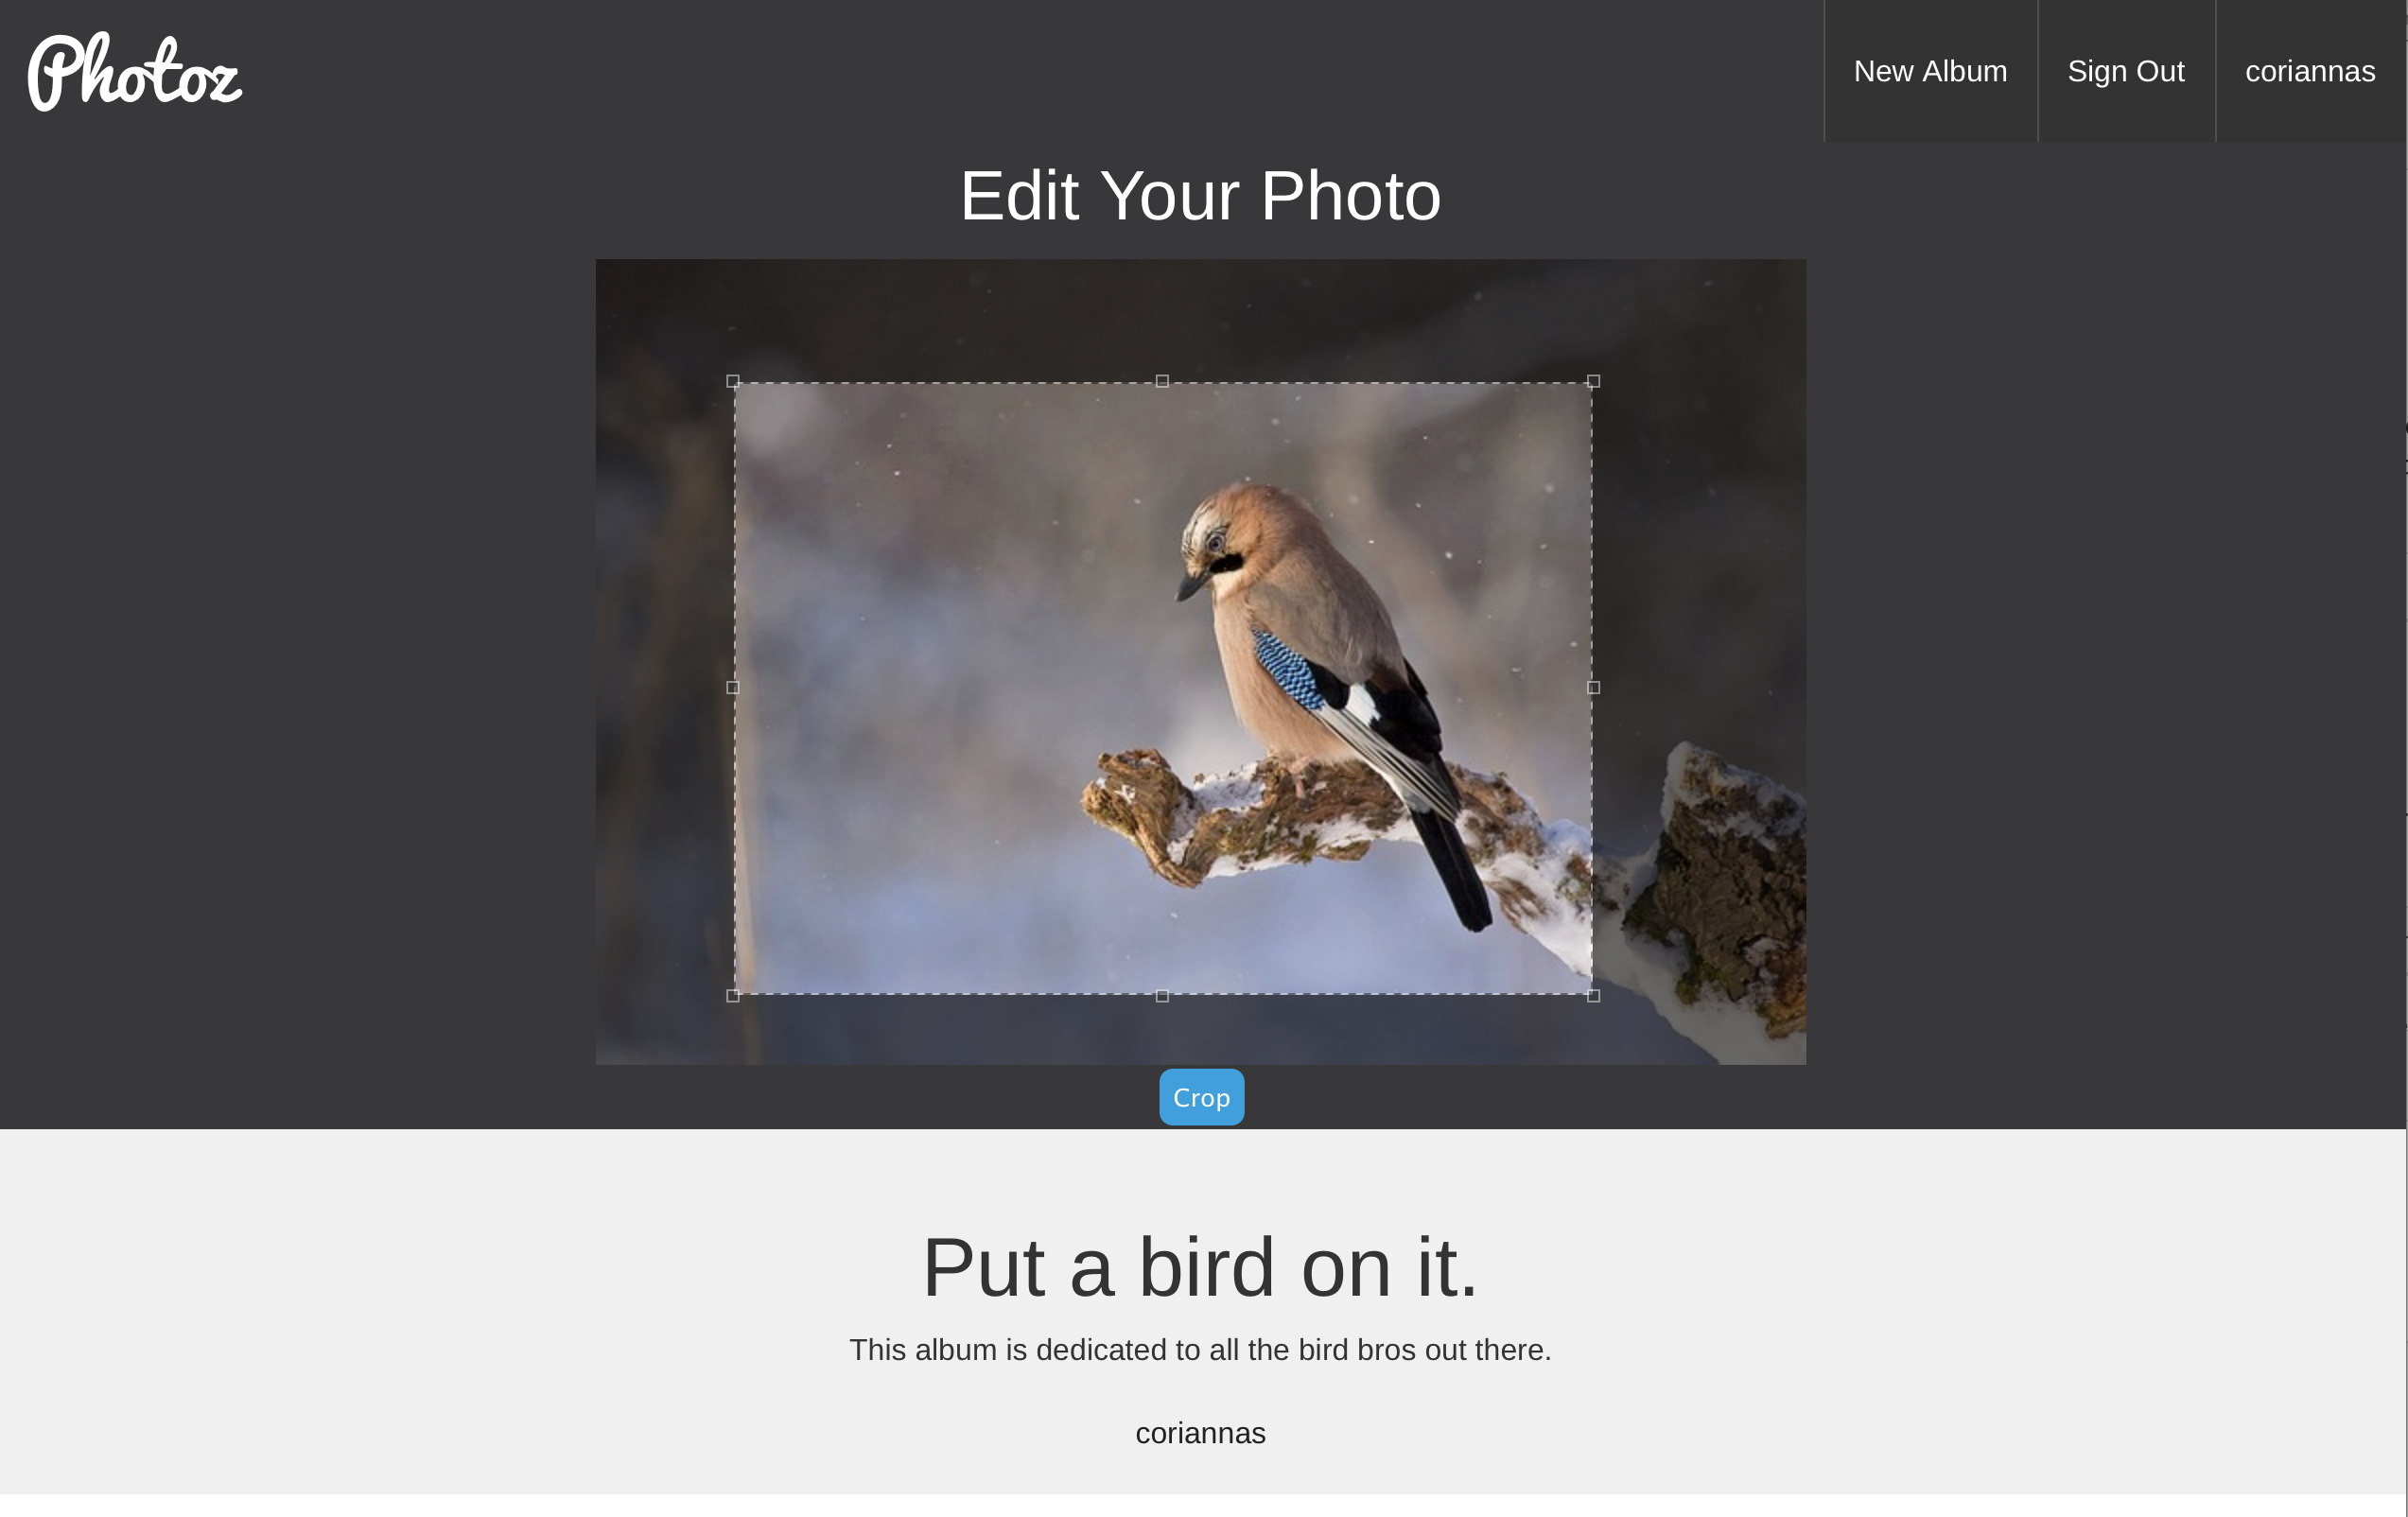 Photoz
New Album
Sign Out
coriannas
Edit Your Photo
Crop
Put a bird on it.
This album is dedicated to all the bird bros out there.
coriannas